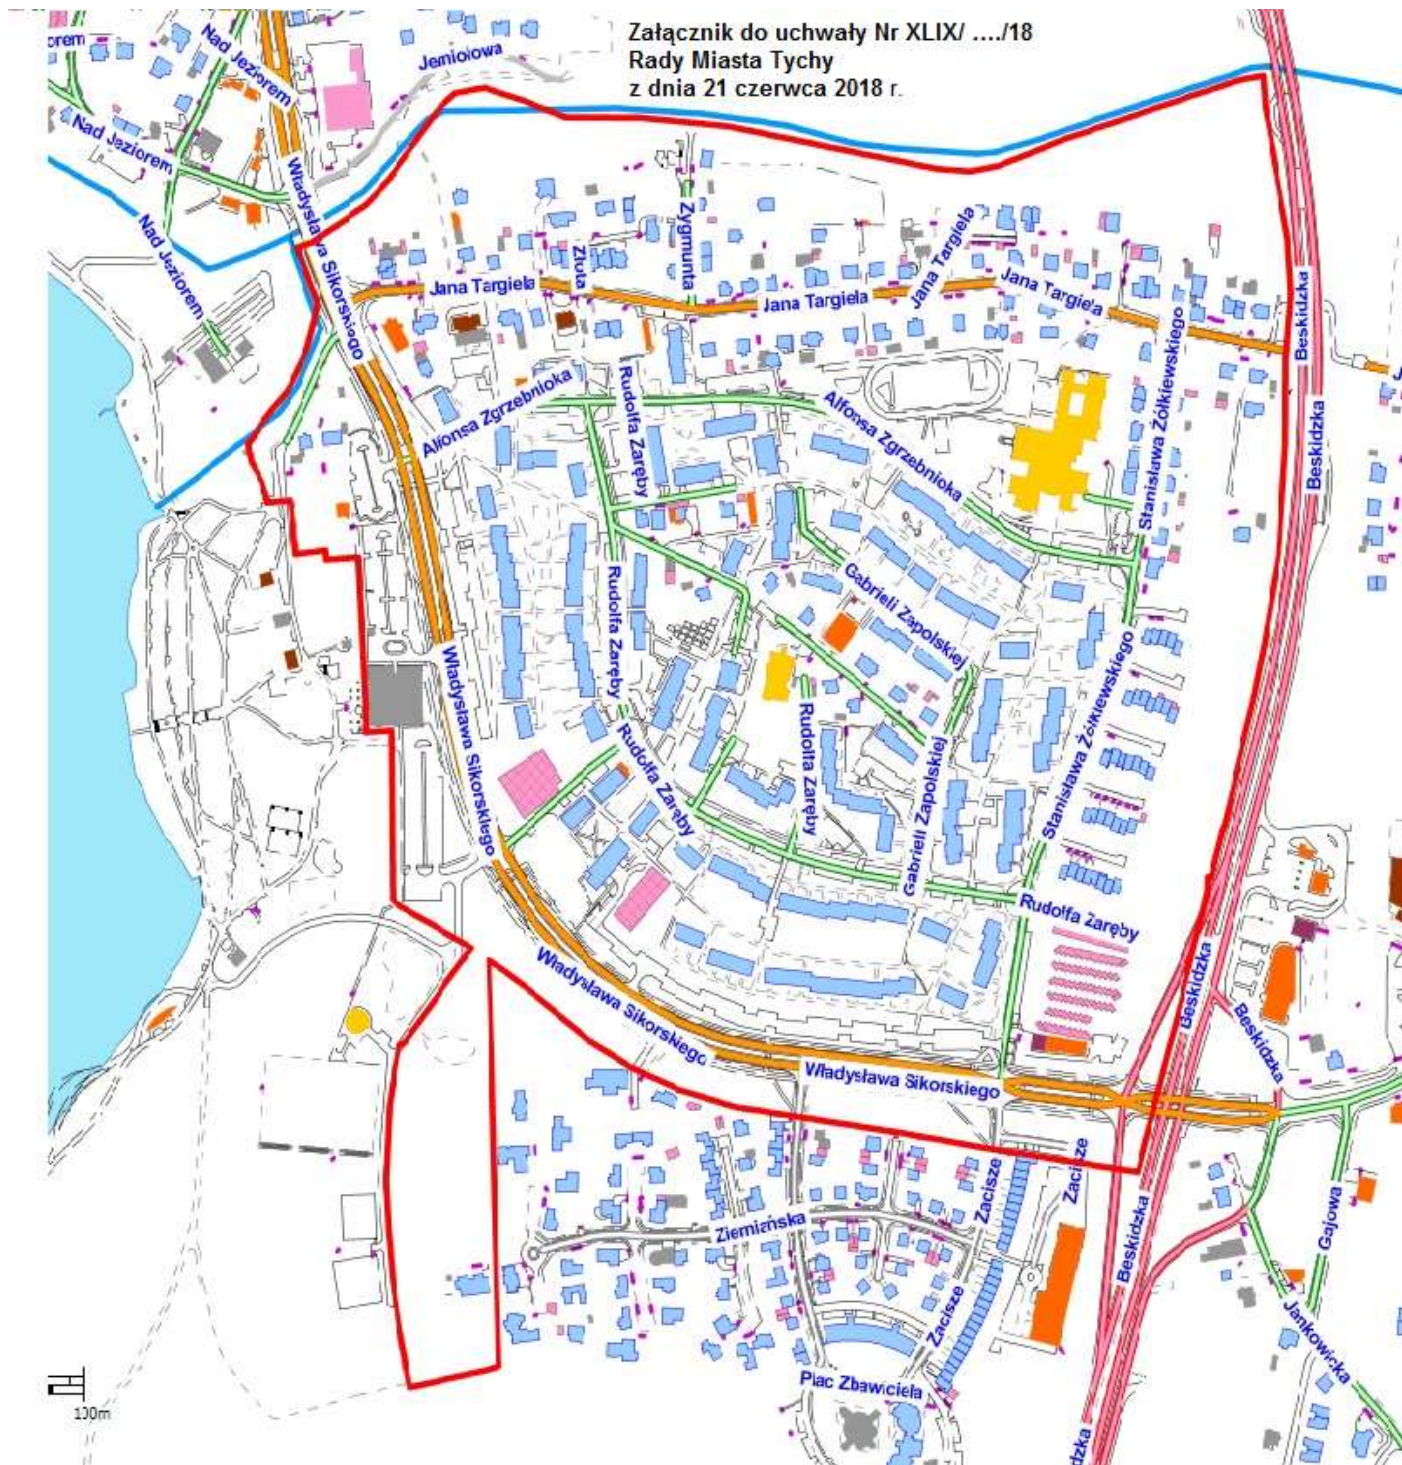 Załącznik do uchwały Nr XLIX/ ..../18
Rady Miasta Tychy
z dnia 21 czerwca 2018 r.
orem
Nad Jeziorem
Jemiołowa
Nad Jeziorem
Nad Jeziorem
Władysława Sikorskiego
Zygmunta
Żłuta
Jana Targiela
Jana Targiela
Jana Targiela
Jana Targiela
Beskidzka
Beskidzka
J
Stanisława Żółkiewskiego
Alfonsa Zgrzebnioka
Alfonsa Zgrzebnioka
Rudolfa Zaręby
Rudolfa Zaręby
Gabrieli Zapolskiej
Władysława Sikorskiego
Rudolfa Zaręby
Rudolfa Zaręby
Stanisława Żółkiewskiego
Gabrieli Zapolskiej
Rudolfa Zaręby
Władysława Sikorskiego
Władysława Sikorskiego
Beskidzka
Beskidzka
Zacisze
Zacisze
Ziemiańska
Beskidzka
Gajowa
Zacisze
Jankowicka
Plac Zbawiciela
dzka
100m